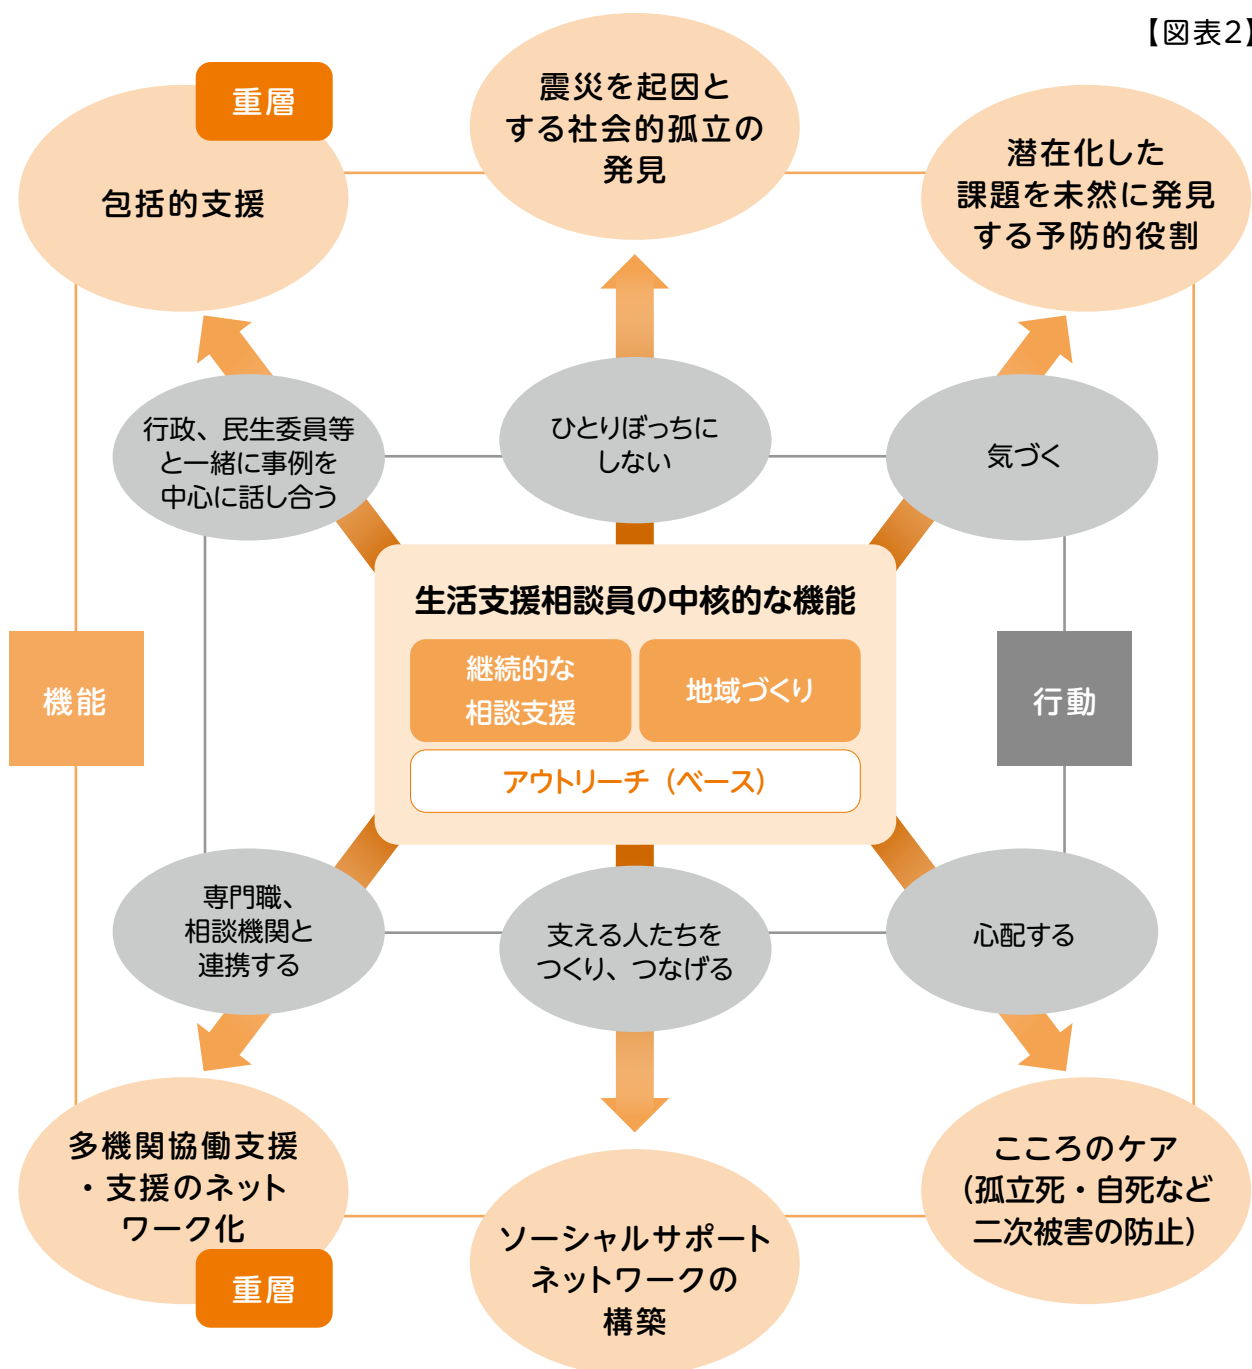 【図表2】
重層
包括的支援
震災を起因と
する社会的孤立の
発見
潜在化した
課題を未然に発見
する予防的役割
行政、民生委員等
と一緒に事例を
中心に話し合う
ひとりぼっちに
しない
気づく
生活支援相談員の中核的な機能
継続的な
相談支援
地域づくり
アウトリーチ（ベース）
機能
行動
専門職、
相談機関と
連携する
支える人たちを
つくり、つなげる
心配する
多機関協働支援
・支援のネット
ワーク化
重層
ソーシャルサポート
ネットワークの
構築
こころのケア
（孤立死・自死など
二次被害の防止）